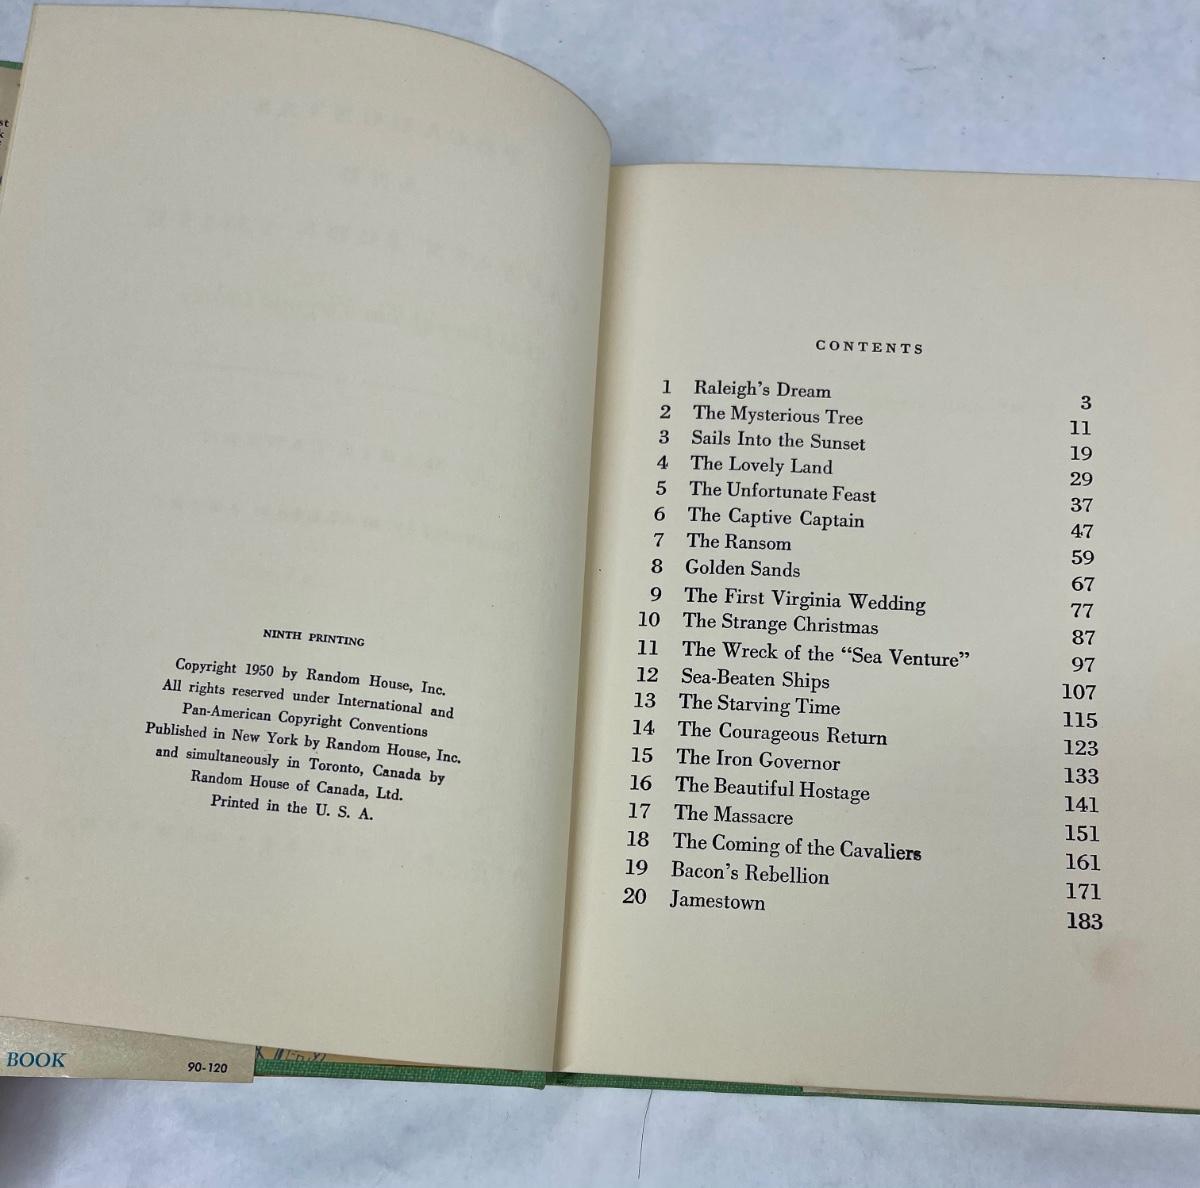 NINTH PRINTING
Copyright 1950 by Random House, Inc.
All rights reserved under International and
Pan-American Copyright Conventions
Published in New York by Random House, Inc.
and simultaneously in Toronto, Canada by
Random House of Canada, Ltd.
Printed in the U. S. A.
BOOK
90-120
CONTENTS
1 Raleigh's Dream 3
2 The Mysterious Tree 11
3 Sails Into the Sunset 19
4 The Lovely Land 29
5 The Unfortunate Feast 37
6 The Captive Captain 47
7 The Ransom 59
8 Golden Sands 67
9 The First Virginia Wedding 77
10 The Strange Christmas 87
11 The Wreck of the “Sea Venture” 97
12 Sea-Beaten Ships 107
13 The Starving Time 115
14 The Courageous Return 123
15 The Iron Governor 133
16 The Beautiful Hostage 141
17 The Massacre 151
18 The Coming of the Cavaliers 161
19 Bacon's Rebellion 171
20 Jamestown 183